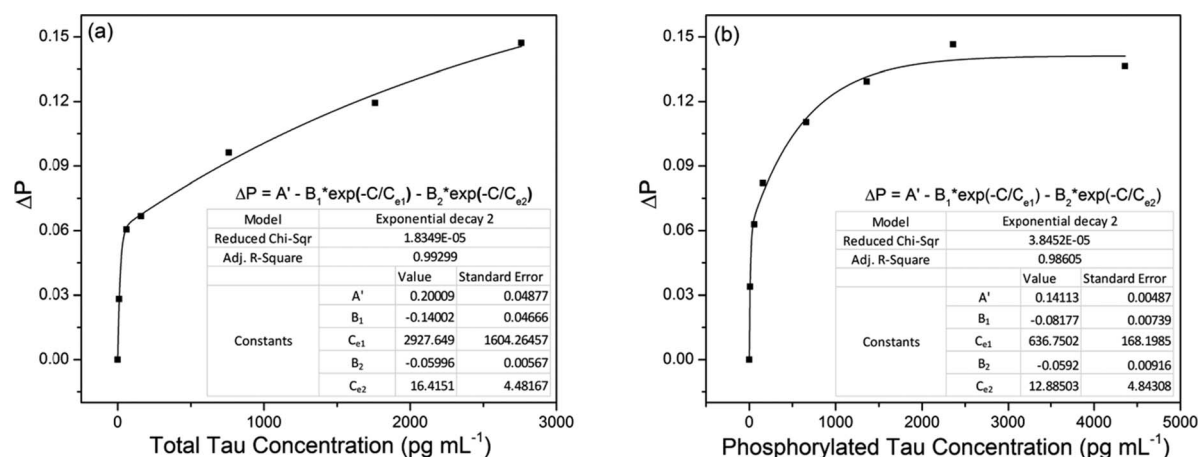 (a)
0.15
0.12
0.09
0.06
0.03
0.00
ΔP
ΔP = A' - B1*exp(-C/Ce1) - B2*exp(-C/Ce2)
Model Exponential decay 2
Reduced Chi-Sqr 1.8349E-05
Adj. R-Square 0.99299
Value Standard Error
Constants
A' 0.20009 0.04877
B1 -0.14002 0.04666
Ce1 2927.649 1604.26457
B2 -0.05996 0.00567
Ce2 16.4151 4.48167
0 1000 2000 3000
Total Tau Concentration (pg mL-1)
(b)
0.15
0.12
0.09
0.06
0.03
0.00
ΔP
ΔP = A' - B1*exp(-C/Ce1) - B2*exp(-C/Ce2)
Model Exponential decay 2
Reduced Chi-Sqr 3.8452E-05
Adj. R-Square 0.98605
Value Standard Error
Constants
A' 0.14113 0.00487
B1 -0.08177 0.00739
Ce1 636.7502 168.1985
B2 -0.0592 0.00916
Ce2 12.88503 4.84308
0 1000 2000 3000 4000 5000
Phosphorylated Tau Concentration (pg mL-1)